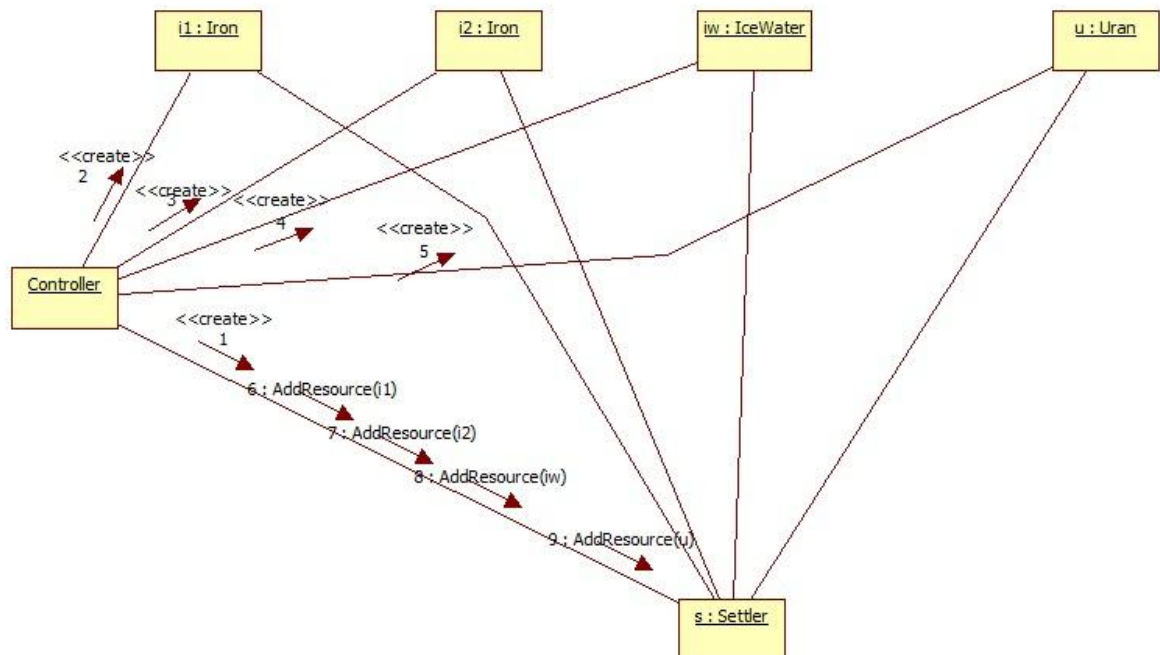 i1 : Iron
i2 : Iron
iw : IceWater
u : Uran
<<create>>
2
<<create>>
3
<<create>>
4
<<create>>
5
Controller
<<create>>
1
6 : AddResource(i1)
7 : AddResource(i2)
8 : AddResource(iw)
9 : AddResource(u)
s : Settler